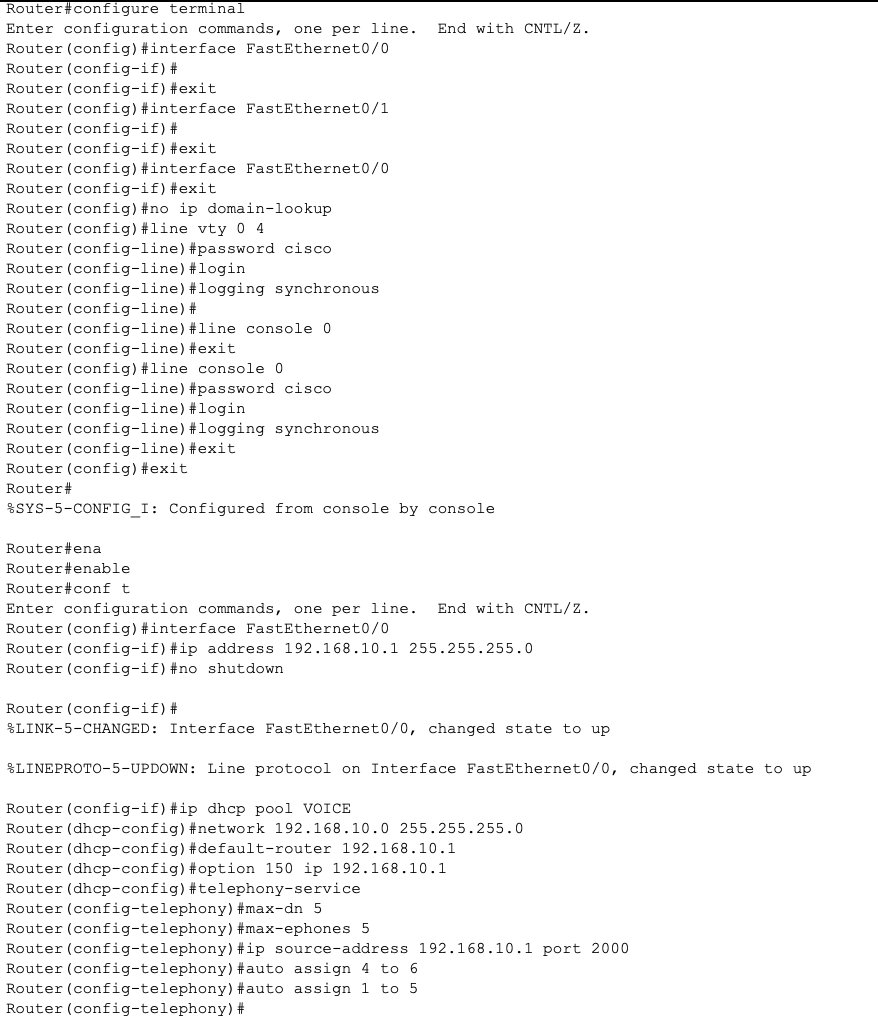 Router#configure terminal
Enter configuration commands, one per line.  End with CNTL/Z.
Router(config)#interface FastEthernet0/0
Router(config-if)#
Router(config-if)#exit
Router(config)#interface FastEthernet0/1
Router(config-if)#
Router(config-if)#exit
Router(config)#interface FastEthernet0/0
Router(config-if)#exit
Router(config)#no ip domain-lookup
Router(config)#line vty 0 4
Router(config-line)#password cisco
Router(config-line)#login
Router(config-line)#logging synchronous
Router(config-line)#
Router(config-line)#line console 0
Router(config-line)#exit
Router(config)#line console 0
Router(config-line)#password cisco
Router(config-line)#login
Router(config-line)#logging synchronous
Router(config-line)#exit
Router(config)#exit
Router#
%SYS-5-CONFIG_I: Configured from console by console

Router#ena
Router#enable
Router#conf t
Enter configuration commands, one per line.  End with CNTL/Z.
Router(config)#interface FastEthernet0/0
Router(config-if)#ip address 192.168.10.1 255.255.255.0
Router(config-if)#no shutdown

Router(config-if)#
%LINK-5-CHANGED: Interface FastEthernet0/0, changed state to up

%LINEPROTO-5-UPDOWN: Line protocol on Interface FastEthernet0/0, changed state to up

Router(config-if)#ip dhcp pool VOICE
Router(dhcp-config)#network 192.168.10.0 255.255.255.0
Router(dhcp-config)#default-router 192.168.10.1
Router(dhcp-config)#option 150 ip 192.168.10.1
Router(dhcp-config)#telephony-service
Router(config-telephony)#max-dn 5
Router(config-telephony)#max-ephones 5
Router(config-telephony)#ip source-address 192.168.10.1 port 2000
Router(config-telephony)#auto assign 4 to 6
Router(config-telephony)#auto assign 1 to 5
Router(config-telephony)#